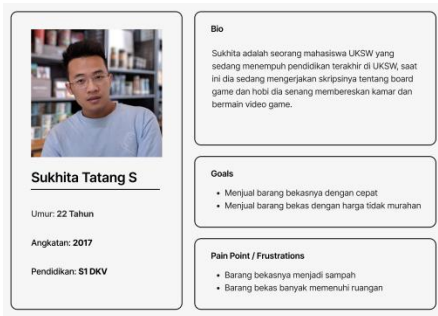 Sukhita Tatang S
Umur: 22 Tahun
Angkatan: 2017
Pendidikan: S1 DKV
Bio
Sukhita adalah seorang mahasiswa UKSW yang
sedang menempuh pendidikan terakhir di UKSW, saat
ini dia sedang mengerjakan skripsinya tentang board
game dan hobi dia senang membereskan kamar dan
bermain video game.
Goals
• Menjual barang bekasnya dengan cepat
• Menjual barang bekas dengan harga tidak murahan
Pain Point / Frustrations
• Barang bekasnya menjadi sampah
• Barang bekas banyak memenuhi ruangan